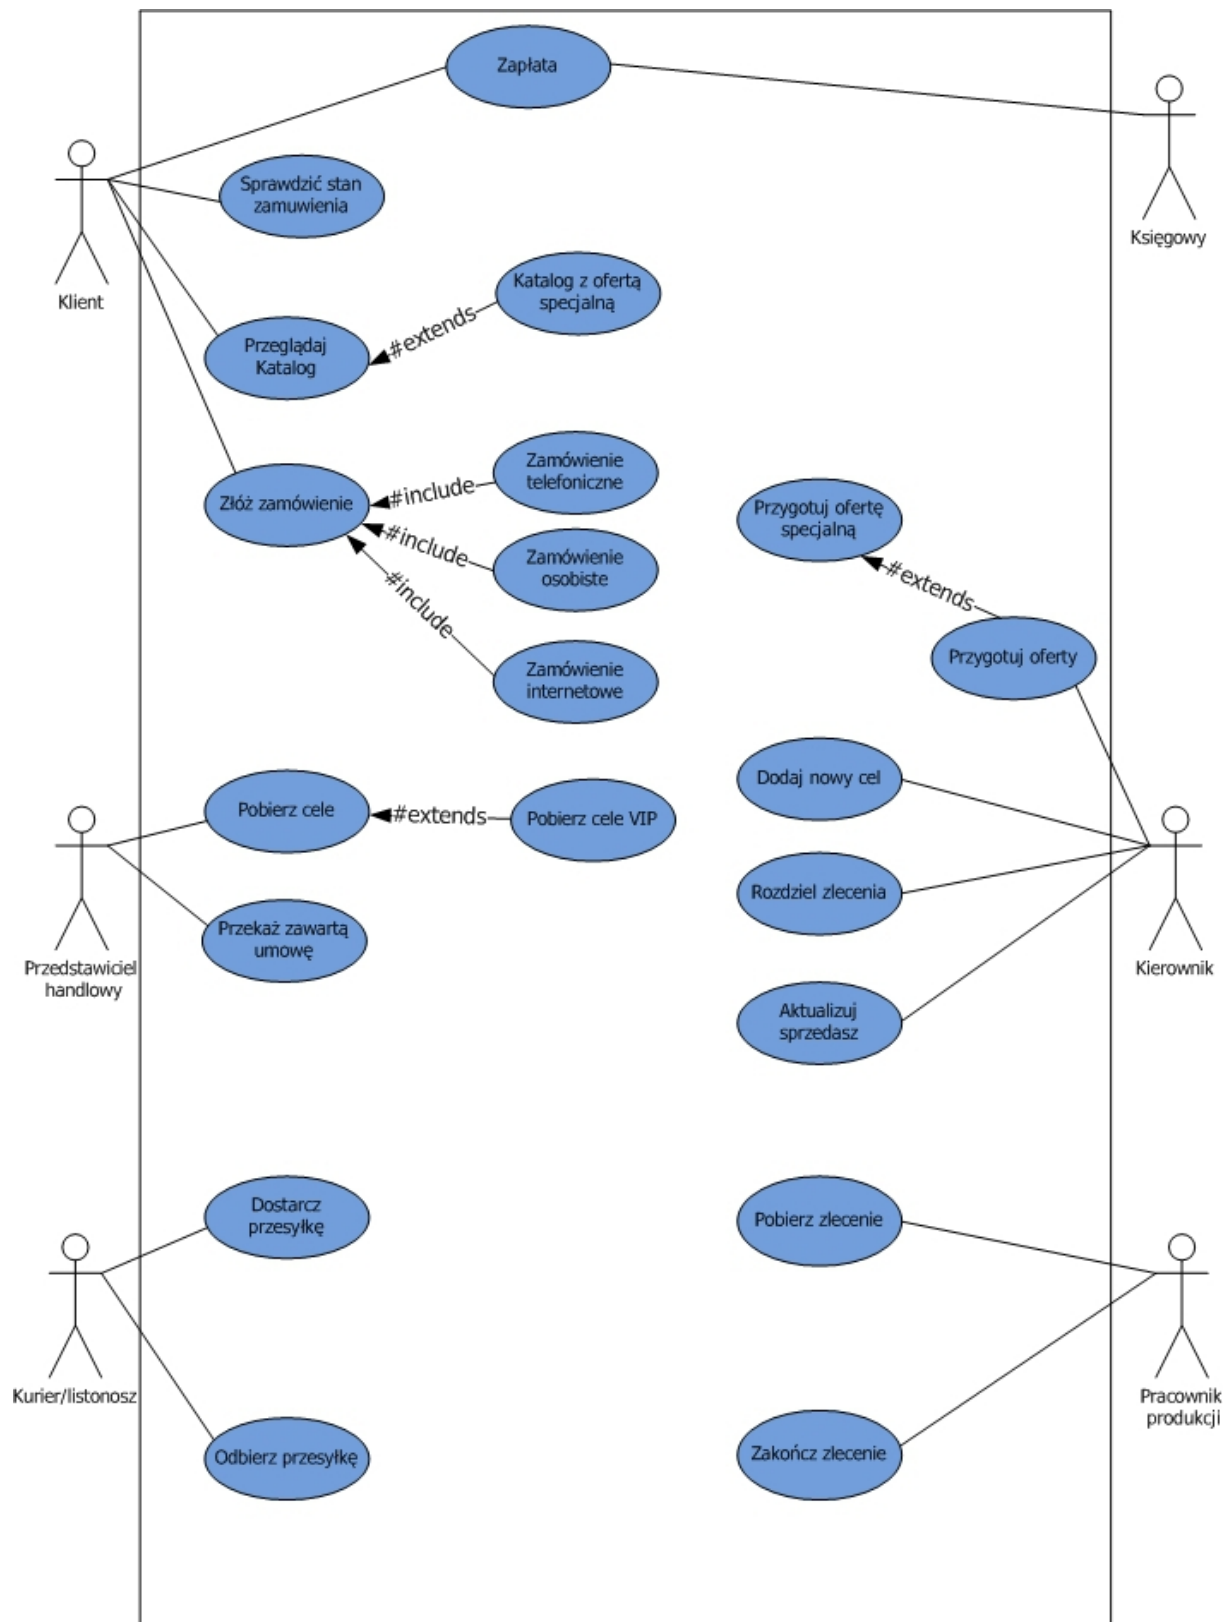 Zapłata
Księgowy
Sprawdzić stan
zamuwienia
Klient
Katalog z ofertą
specjalną
#extends
Przeglądaj
Katalog
Zamówienie
telefoniczne
#include
Złóż zamówienie
Przygotuj ofertę
specjalną
#include
Zamówienie
osobiste
#extends
#include
Przygotuj oferty
Zamówienie
internetowe
Dodaj nowy cel
Pobierz cele
#extends
Pobierz cele VIP
Rozdziel zlecenia
Przekaż zawartą
umowę
Przedstawiciel
handlowy
Kierownik
Aktualizuj
sprzedasz
Dostarcz
przesyłkę
Pobierz zlecenie
Kurier/listonosz
Pracownik
produkcji
Odbierz przesyłkę
Zakończ zlecenie